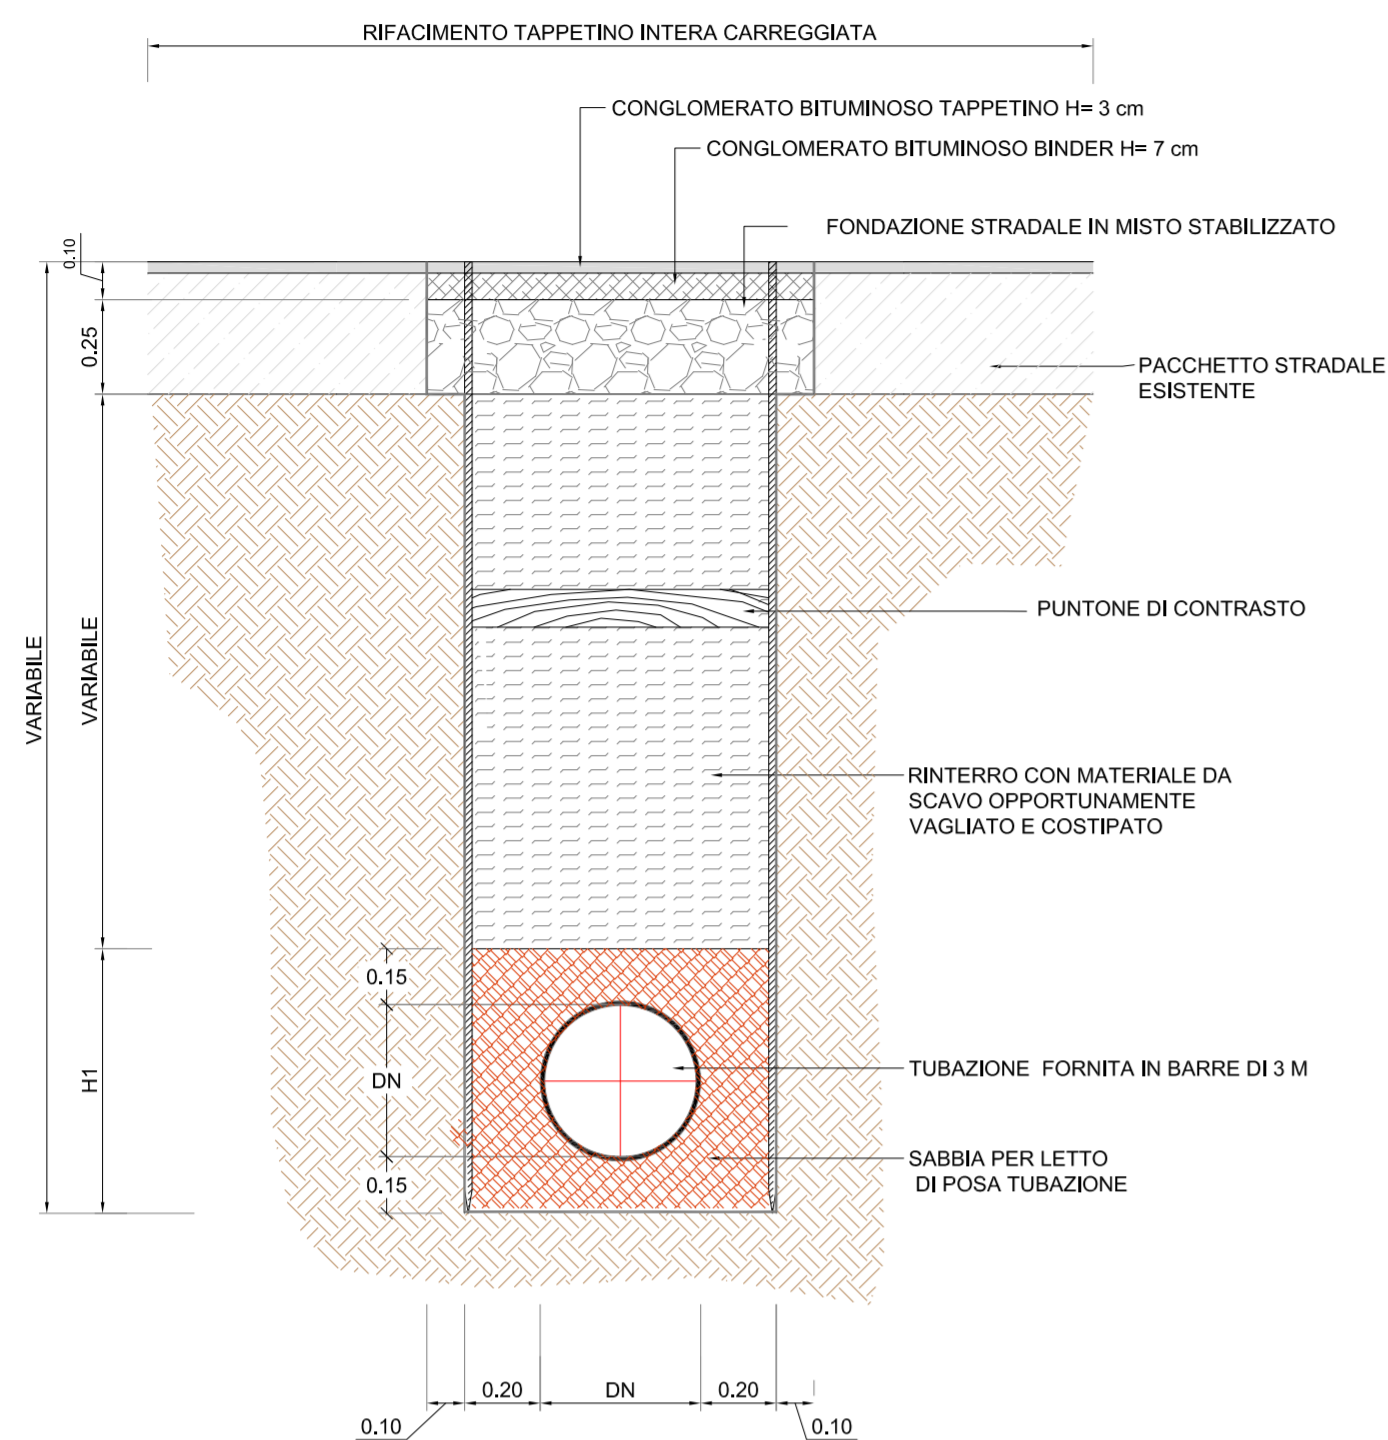 RIFACIMENTO TAPPETINO INTERA CARREGGIATA
CONGLOMERATO BITUMINOSO TAPPETINO H= 3 cm
CONGLOMERATO BITUMINOSO BINDER H= 7 cm
FONDAZIONE STRADALE IN MISTO STABILIZZATO
0.10
0.25
PACCHETTO STRADALE
ESISTENTE
PUNTONE DI CONTRASTO
VARIABILE
VARIABILE
RINTERRO CON MATERIALE DA
SCAVO OPPORTUNAMENTE
VAGLIATO E COSTIPATO
0.15
DN
H1
TUBAZIONE FORNITA IN BARRE DI 3 M
0.15
SABBIA PER LETTO
DI POSA TUBAZIONE
0.20
DN
0.20
0.10
0.10